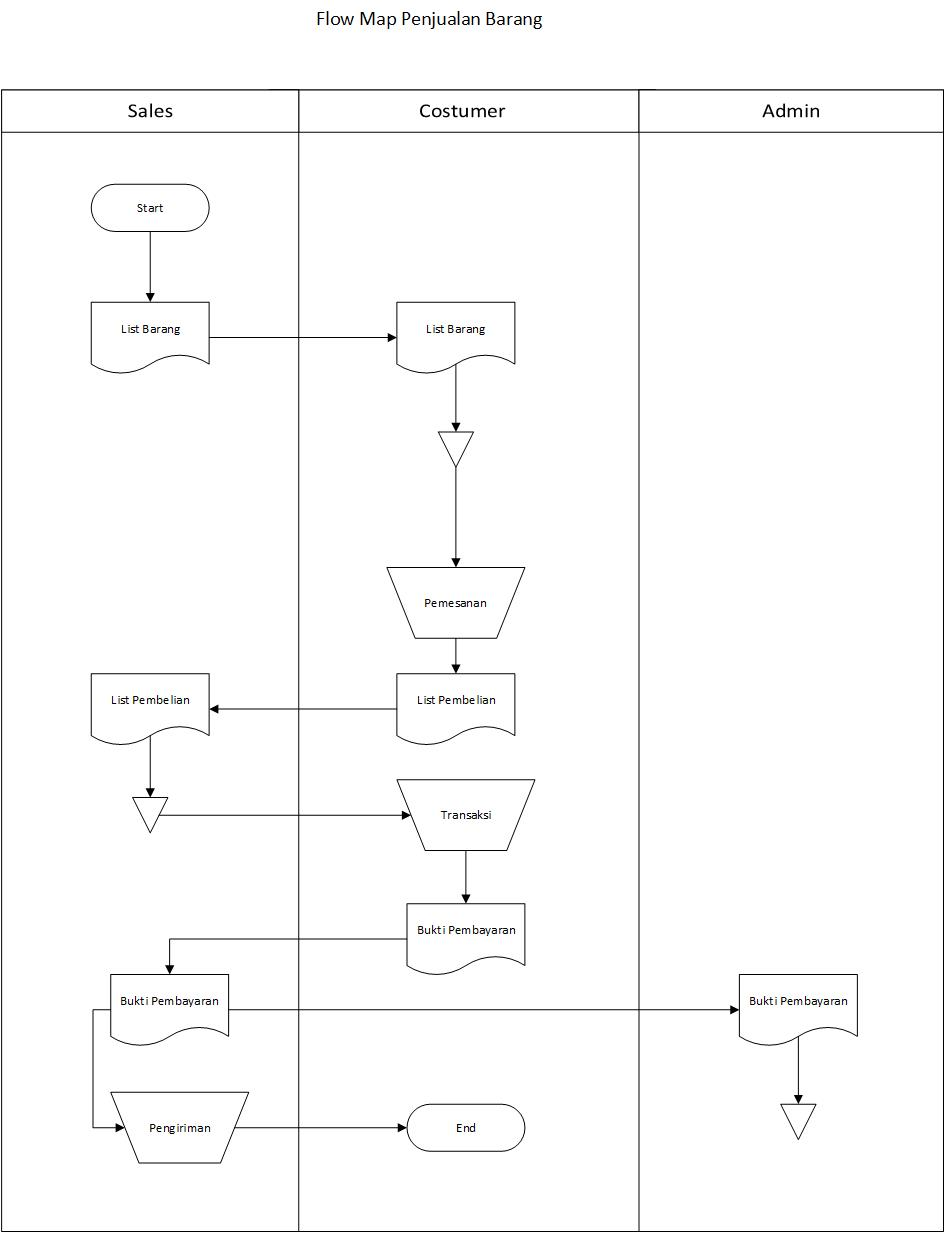 Flow Map Penjualan Barang
Sales
Costumer
Admin
Start
List Barang
List Barang
Pemesanan
List Pembelian
List Pembelian
Transaksi
Bukti Pembayaran
Bukti Pembayaran
Bukti Pembayaran
Pengiriman
End